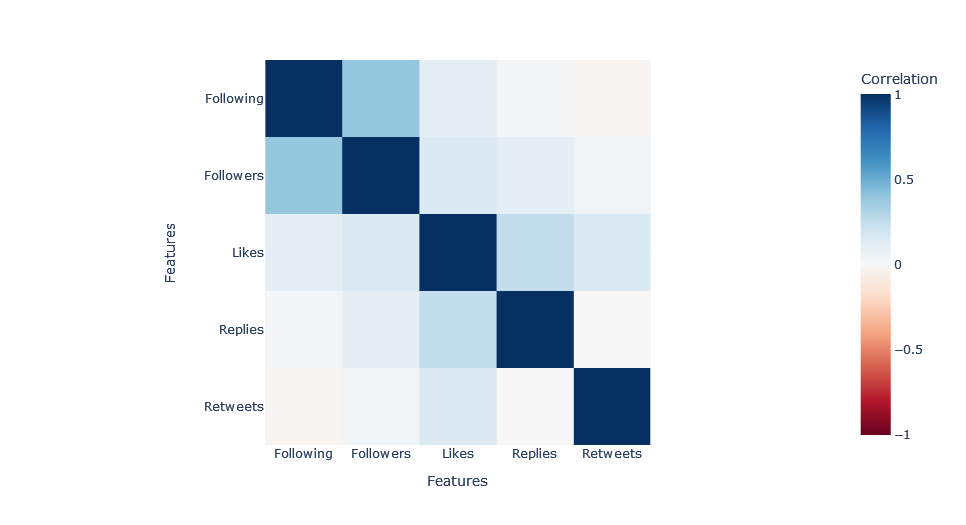 Correlation
Following
Followers
Likes
Replies
Retweets
Features
Following Followers Likes Replies Retweets
Features
1
0.5
0
−0.5
−1